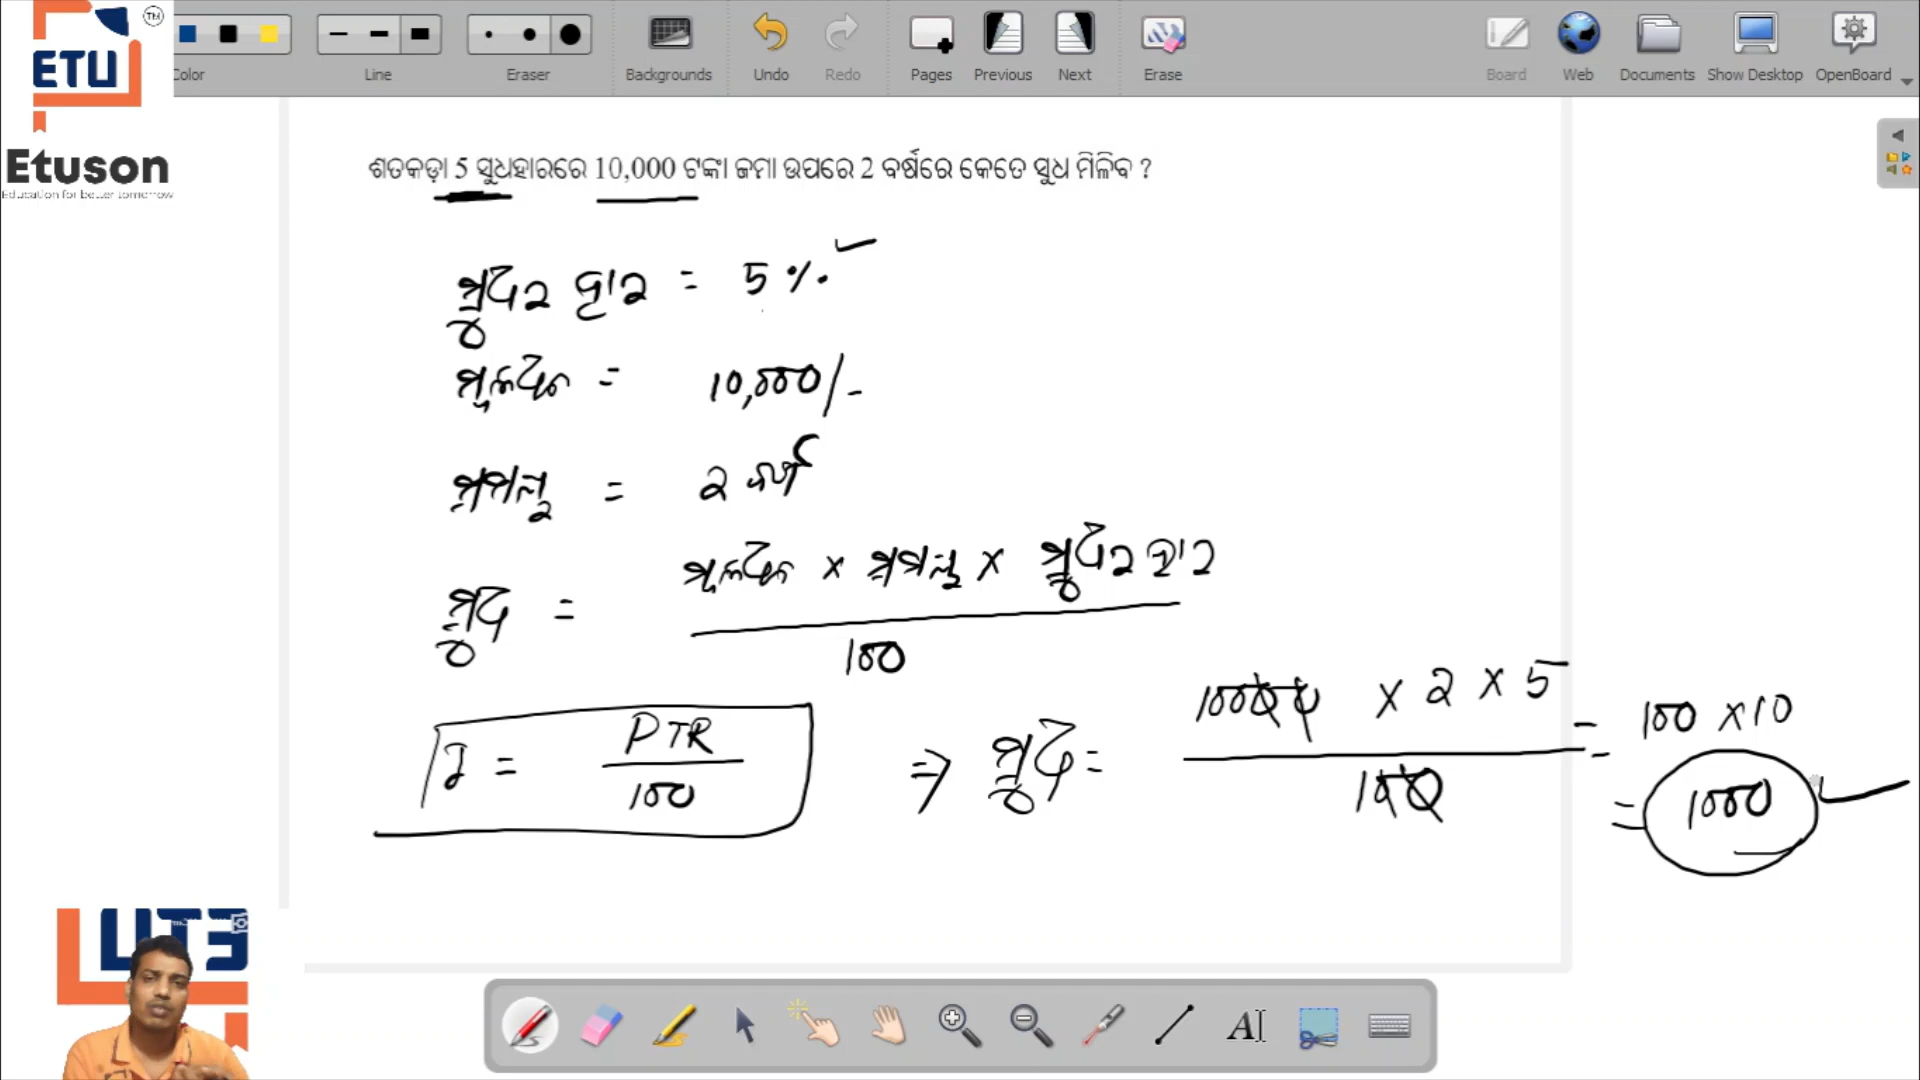 TM
ETU
Etuson
Education for better tomorrow
Color Line Eraser Backgrounds Undo Redo Pages Previous Next Erase Board Web Documents Show Desktop OpenBoard
ଶତକଡ଼ା 5 ସୁଧହାରରେ 10,000 ଟଙ୍କା ଜମା ଉପରେ 2 ବର୍ଷରେ କେତେ ସୁଧ ମିଳିବ ?
ସୁଧର ହାର = 5 %
ମୂଳଧନ = 10,000/-
ସମୟ = 2 ବର୍ଷ
ସୁଧ = ମୂଳଧନ × ସମୟ × ସୁଧର ହାର
100
I = PTR
100
⇒ ସୁଧ = 10000 × 2 × 5
100
= 100 × 10
= 1000